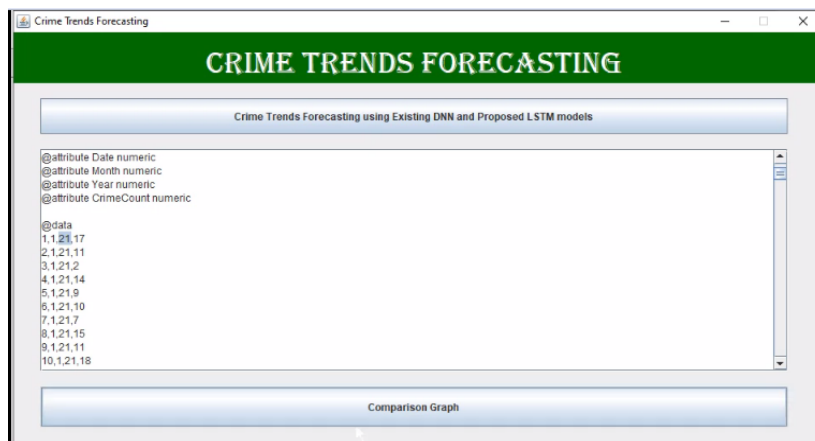 Crime Trends Forecasting
CRIME TRENDS FORECASTING
Crime Trends Forecasting using Existing DNN and Proposed LSTM models
@attribute Date numeric
@attribute Month numeric
@attribute Year numeric
@attribute CrimeCount numeric
@data
1,1,21,17
2,1,21,11
3,1,21,2
4,1,21,14
5,1,21,9
6,1,21,10
7,1,21,7
8,1,21,15
9,1,21,11
10,1,21,18
Comparison Graph